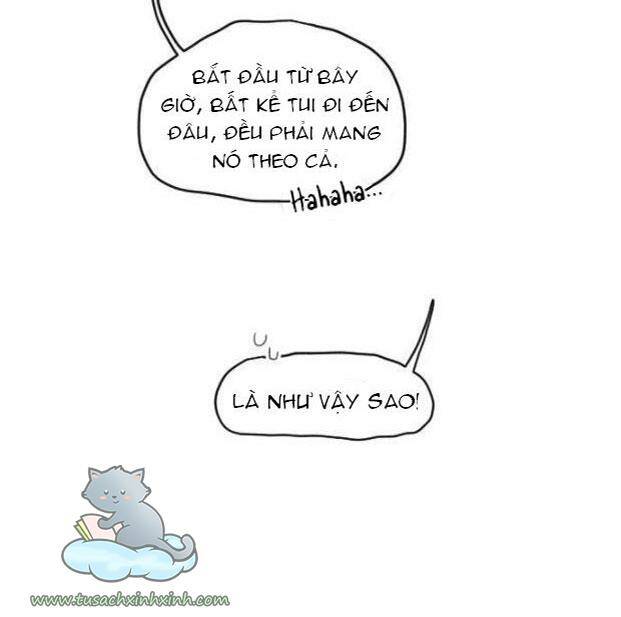 BẮT ĐẦU TỪ BÂY
GIỜ, BẤT KỂ TUI ĐI ĐẾN
ĐÂU, ĐỀU PHẢI MANG
NÓ THEO CẢ.
Hahaha...
LÀ NHƯ VẬY SAO!
www.tusachxinhxinh.com